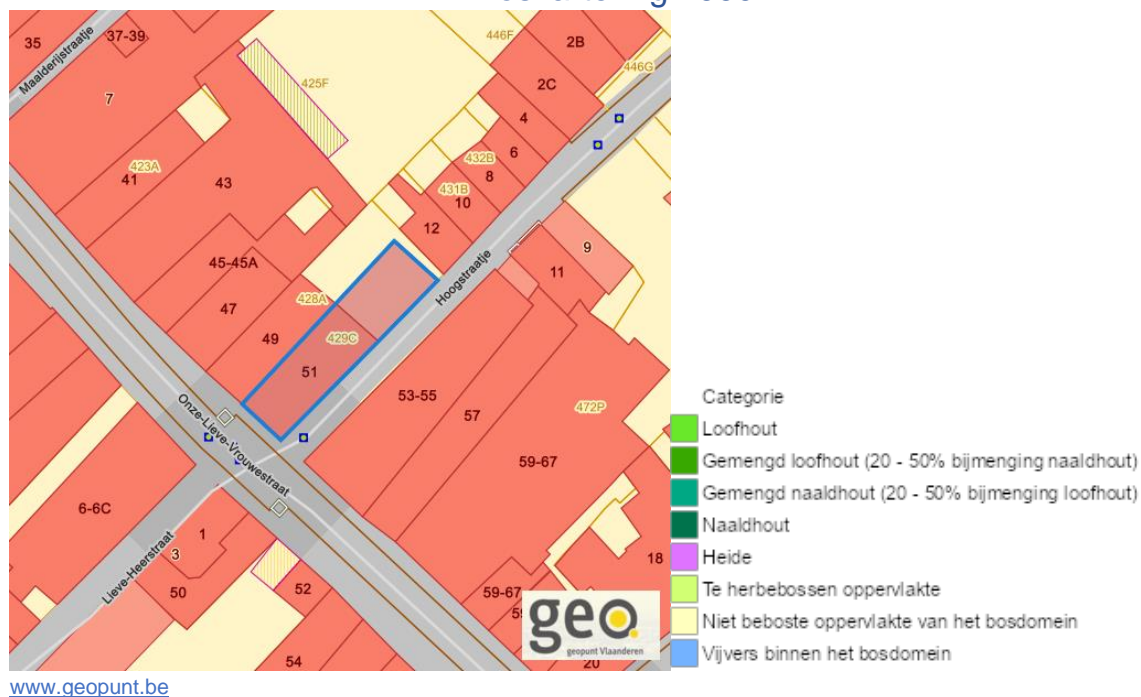 35
37-39
Maalderijstraatje
7
446F
2B
446G
2C
425F
4
6
432B
8
431B
10
12
423A
41
43
9
11
Hoogstraatje
45-45A
47
428A
49
429C
51
53-55
57
472P
59-67
Onze-Lieve-Vrouwestraat
6-6C
1
3
Lieve-Heerstraat
50
52
54
18
59-67
20
geo
geopunt Vlaanderen
Categorie
Loofhout
Gemengd loofhout (20 - 50% bijmenging naaldhout)
Gemengd naaldhout (20 - 50% bijmenging loofhout)
Naaldhout
Heide
Te herbebossen oppervlakte
Niet beboste oppervlakte van het bosdomein
Vijvers binnen het bosdomein
www.geopunt.be